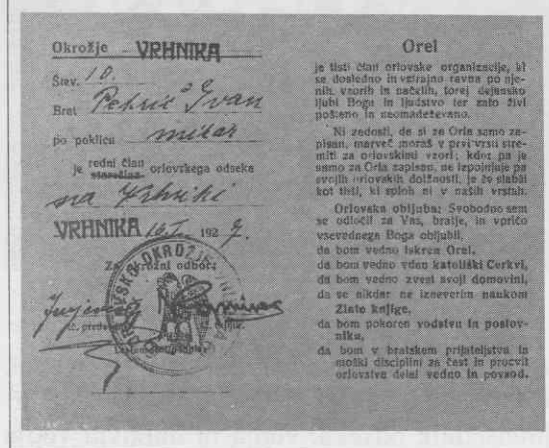 Okrožje VRHNIKA
Štev. 10.
Brat Petrič Ivan
po poklicu mizar
je redni član
starešina orlovskega odseka
na Vrhniki
VRHNIKA 16.I. 1929.
Za okrožni odbor:
Orel
je tisti član orlovske organizacije, ki
se dosledno in vztrajno ravna po nje-
nih vzorih in načelih, torej dejansko
ljubi Boga in ljudstvo ter zato živi
pošteno in neomadeževano.
Ni zadosti, da si za Orla samo za-
pisan, marveč moraš v prvi vrsti stre-
miti za orlovskimi vzori; kdor pa je
samo za Orla zapisan, ne izpolnjuje pa
svojih orlovskih dolžnosti, je še slabši
kot tisti, ki sploh ni v naših vrstah.
Orlovska obljuba: Svobodno sem
se odločil za Vas, bratje, in vpričo
vsevednega Boga obljubil,
da bom vedno iskren Orel,
da bom vedno vdan katoliški Cerkvi,
da bom vedno zvest svoji domovini,
da se nikdar ne izneverim naukom
Zlate knjige,
da bom pokoren vodstvu in poslov-
niku,
da bom v bratskem prijateljstvu in
moški disciplini za čast in procvit
orlovstva delal vedno in povsod.